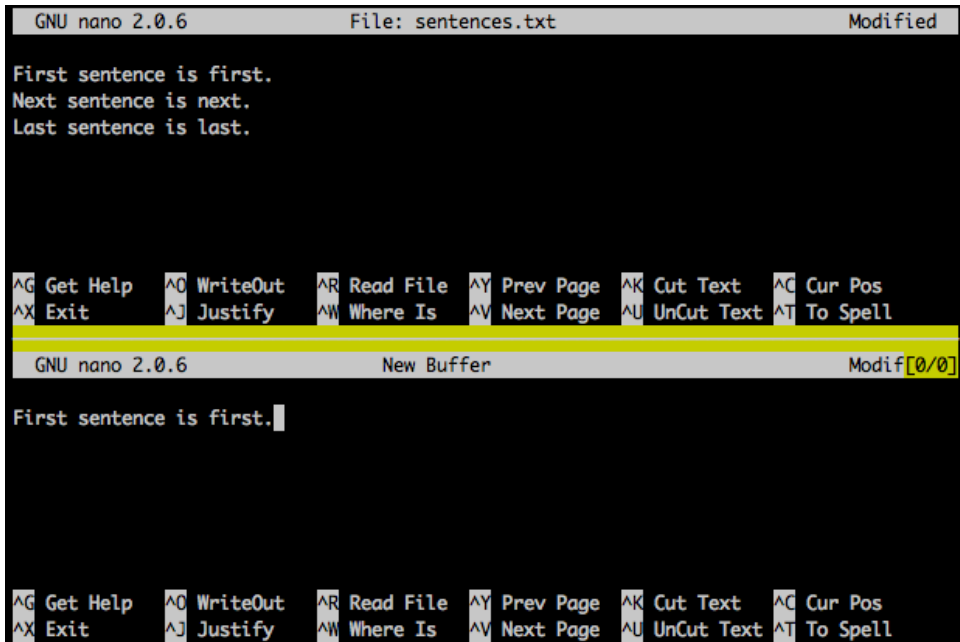 GNU nano 2.0.6 File: sentences.txt Modified
First sentence is first.
Next sentence is next.
Last sentence is last.
^G Get Help ^O WriteOut ^R Read File ^Y Prev Page ^K Cut Text ^C Cur Pos
^X Exit ^J Justify ^W Where Is ^V Next Page ^U UnCut Text ^T To Spell
GNU nano 2.0.6 New Buffer Modif[0/0]
First sentence is first.
^G Get Help ^O WriteOut ^R Read File ^Y Prev Page ^K Cut Text ^C Cur Pos
^X Exit ^J Justify ^W Where Is ^V Next Page ^U UnCut Text ^T To Spell